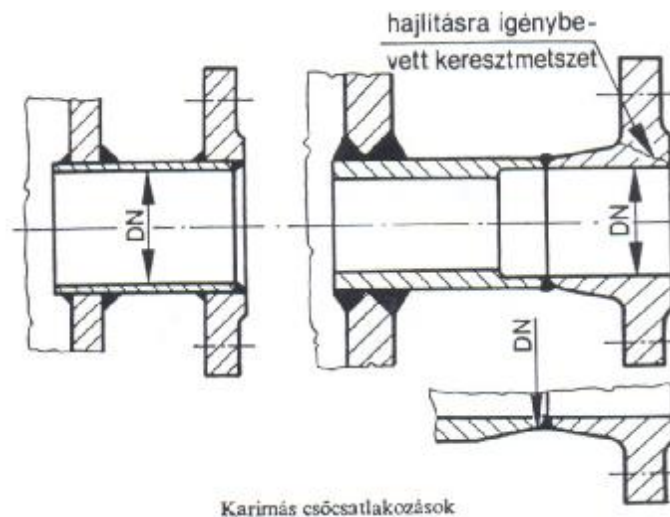 hajlításra igénybe-
vett keresztmetszet
DN
DN
DN
Karimás csőcsatlakozások